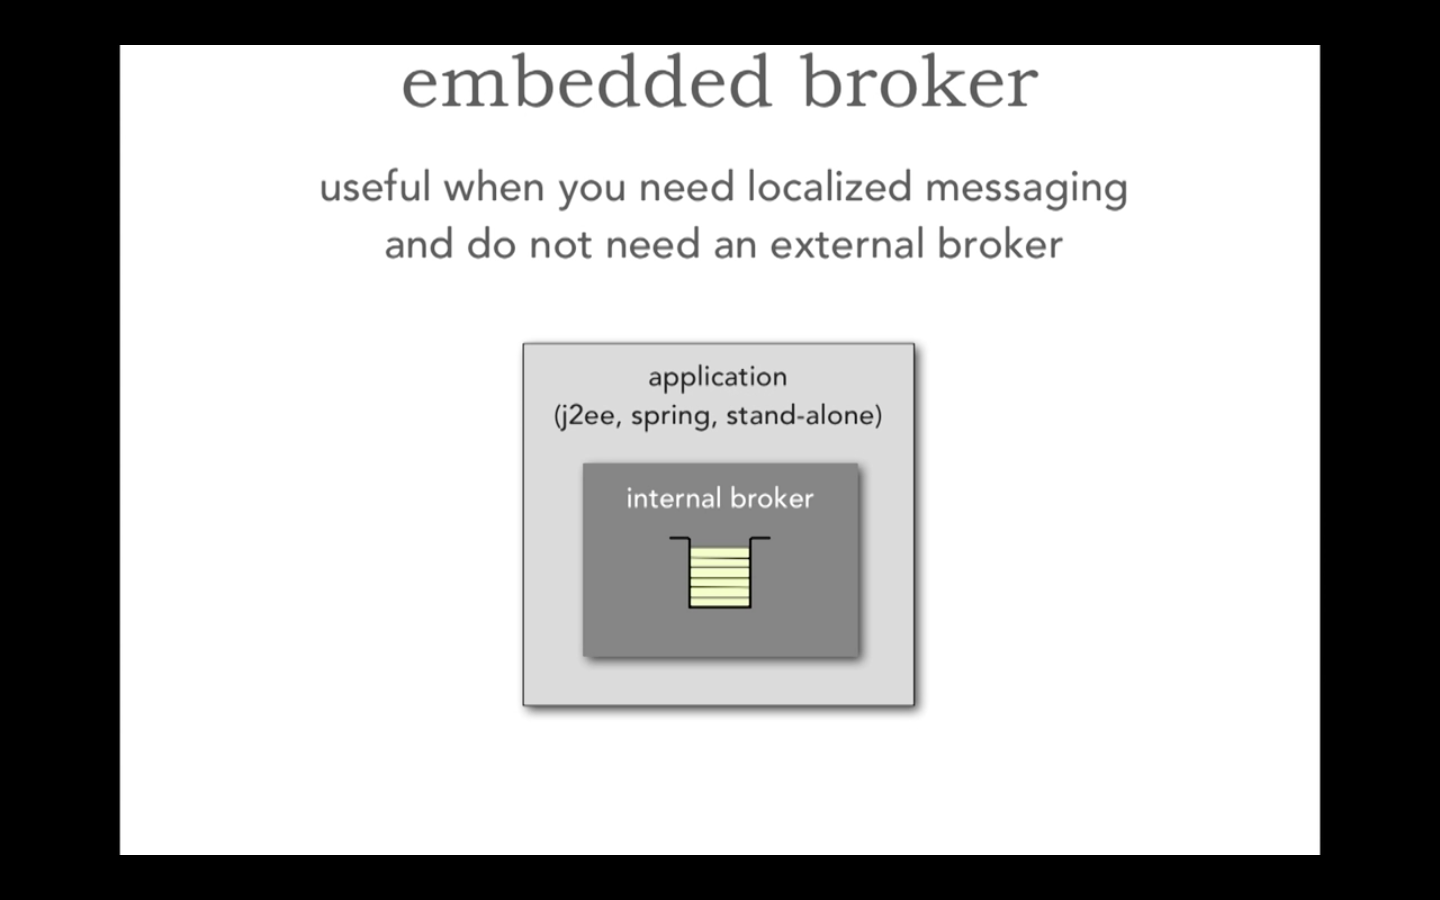 embedded broker
useful when you need localized messaging
and do not need an external broker
application
(j2ee, spring, stand-alone)
internal broker